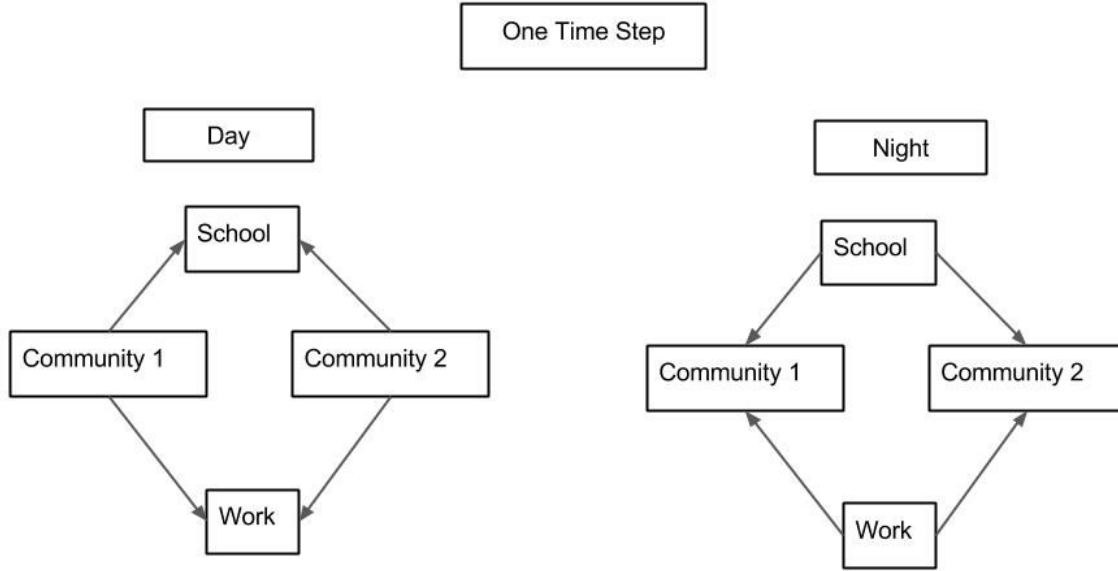 One Time Step
Day
Night
School
School
Community 1
Community 2
Community 1
Community 2
Work
Work